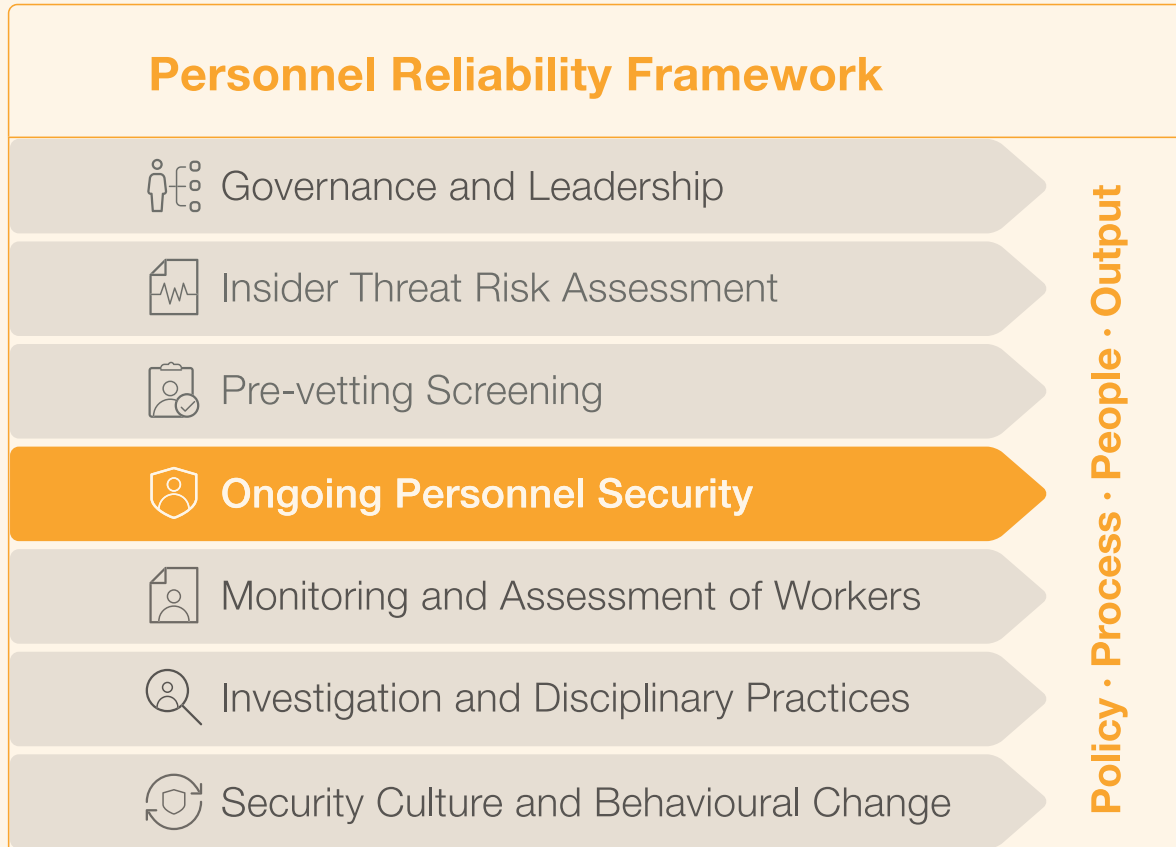 Personnel Reliability Framework
Governance and Leadership
Insider Threat Risk Assessment
Pre-vetting Screening
Ongoing Personnel Security
Monitoring and Assessment of Workers
Investigation and Disciplinary Practices
Security Culture and Behavioural Change
Policy · Process · People · Output